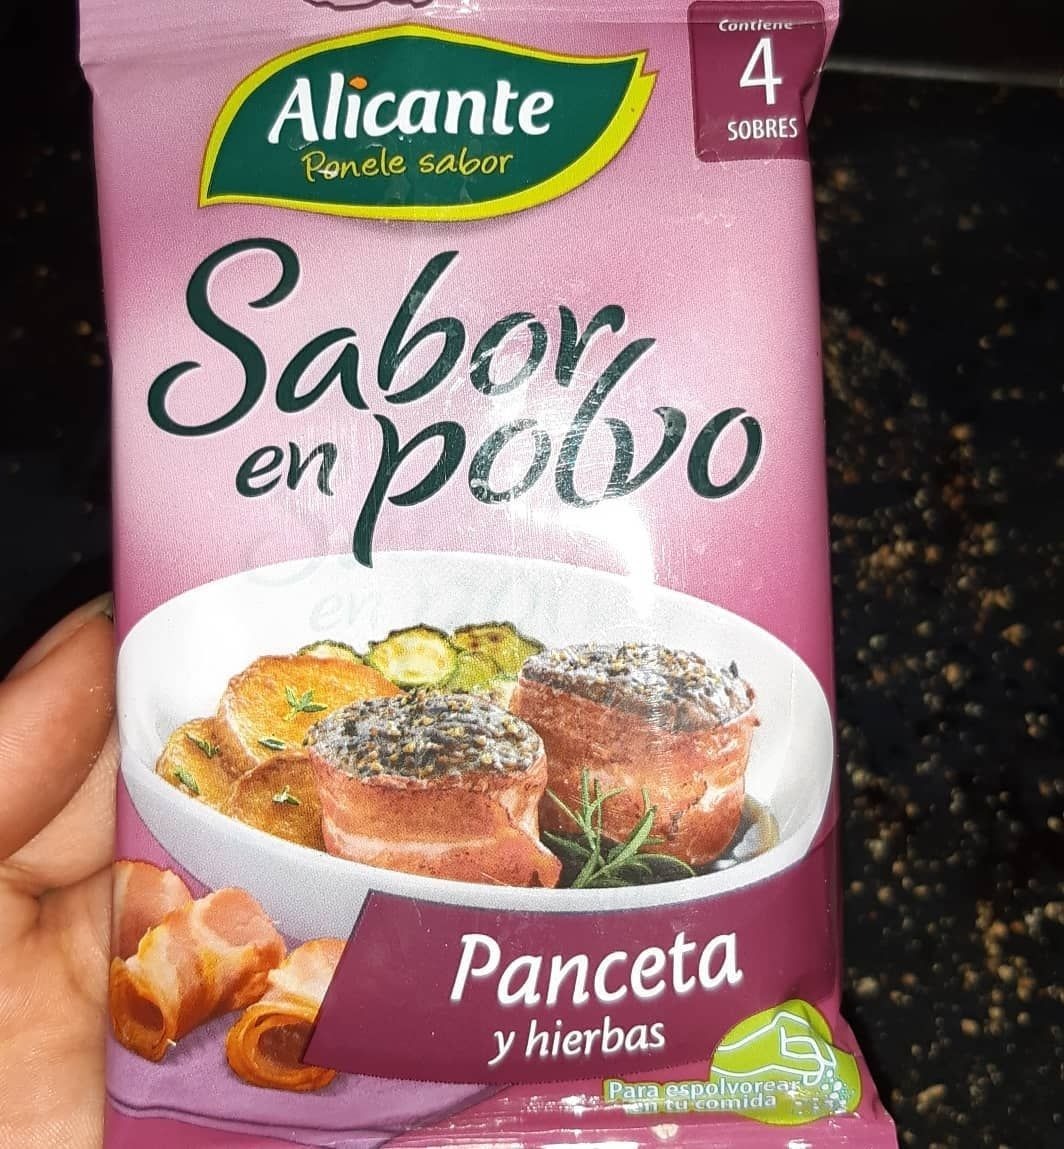 Contiene
4
SOBRES
Alicante
Ponele sabor
Sabor
en polvo
Panceta
y hierbas
Para espolvorear
en tu comida